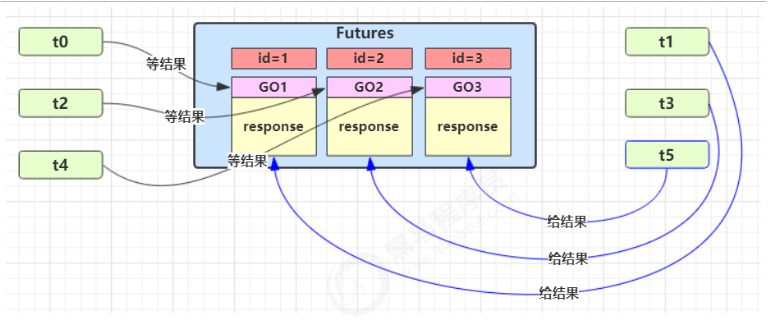 Futures
t0
id=1
id=2
id=3
t1
等结果
GO1
GO2
GO3
t2
等结果
t3
response
response
response
t4
等结果
t5
给结果
给结果
给结果